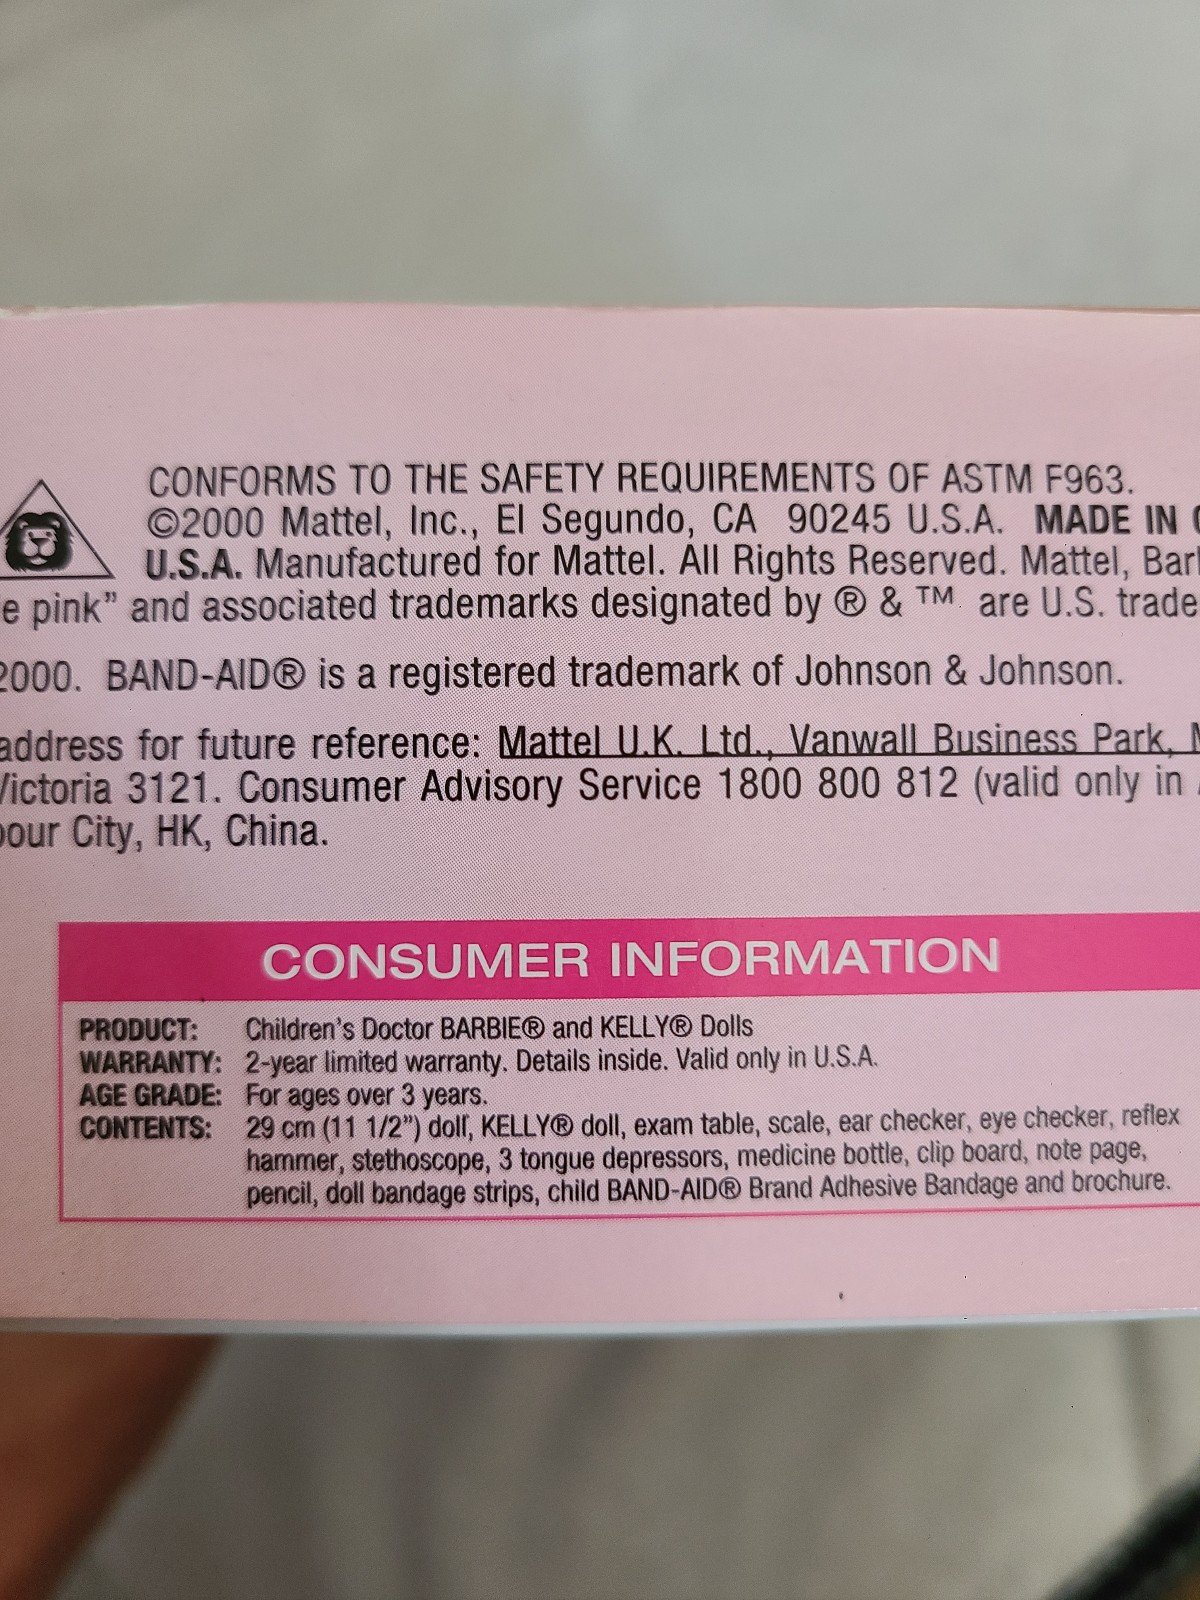 CONFORMS TO THE SAFETY REQUIREMENTS OF ASTM F963.
©2000 Mattel, Inc., El Segundo, CA 90245 U.S.A. MADE IN
U.S.A. Manufactured for Mattel. All Rights Reserved. Mattel,
pink” and associated trademarks designated by ® & ™ are U.S.
2000. BAND-AID® is a registered trademark of Johnson & Johnson.
address for future reference: Mattel U.K. Ltd., Vanwall Business Park,
Victoria 3121. Consumer Advisory Service 1800 800 812 (valid only in
City, HK, China.
CONSUMER INFORMATION
PRODUCT: Children's Doctor BARBIE® and KELLY® Dolls
WARRANTY: 2-year limited warranty. Details inside. Valid only in U.S.A.
AGE GRADE: For ages over 3 years.
CONTENTS: 29 cm (11 1/2”) doll, KELLY® doll, exam table, scale, ear checker, eye checker, reflex
hammer, stethoscope, 3 tongue depressors, medicine bottle, clip board, note page,
pencil, doll bandage strips, child BAND-AID® Brand Adhesive Bandage and brochure.